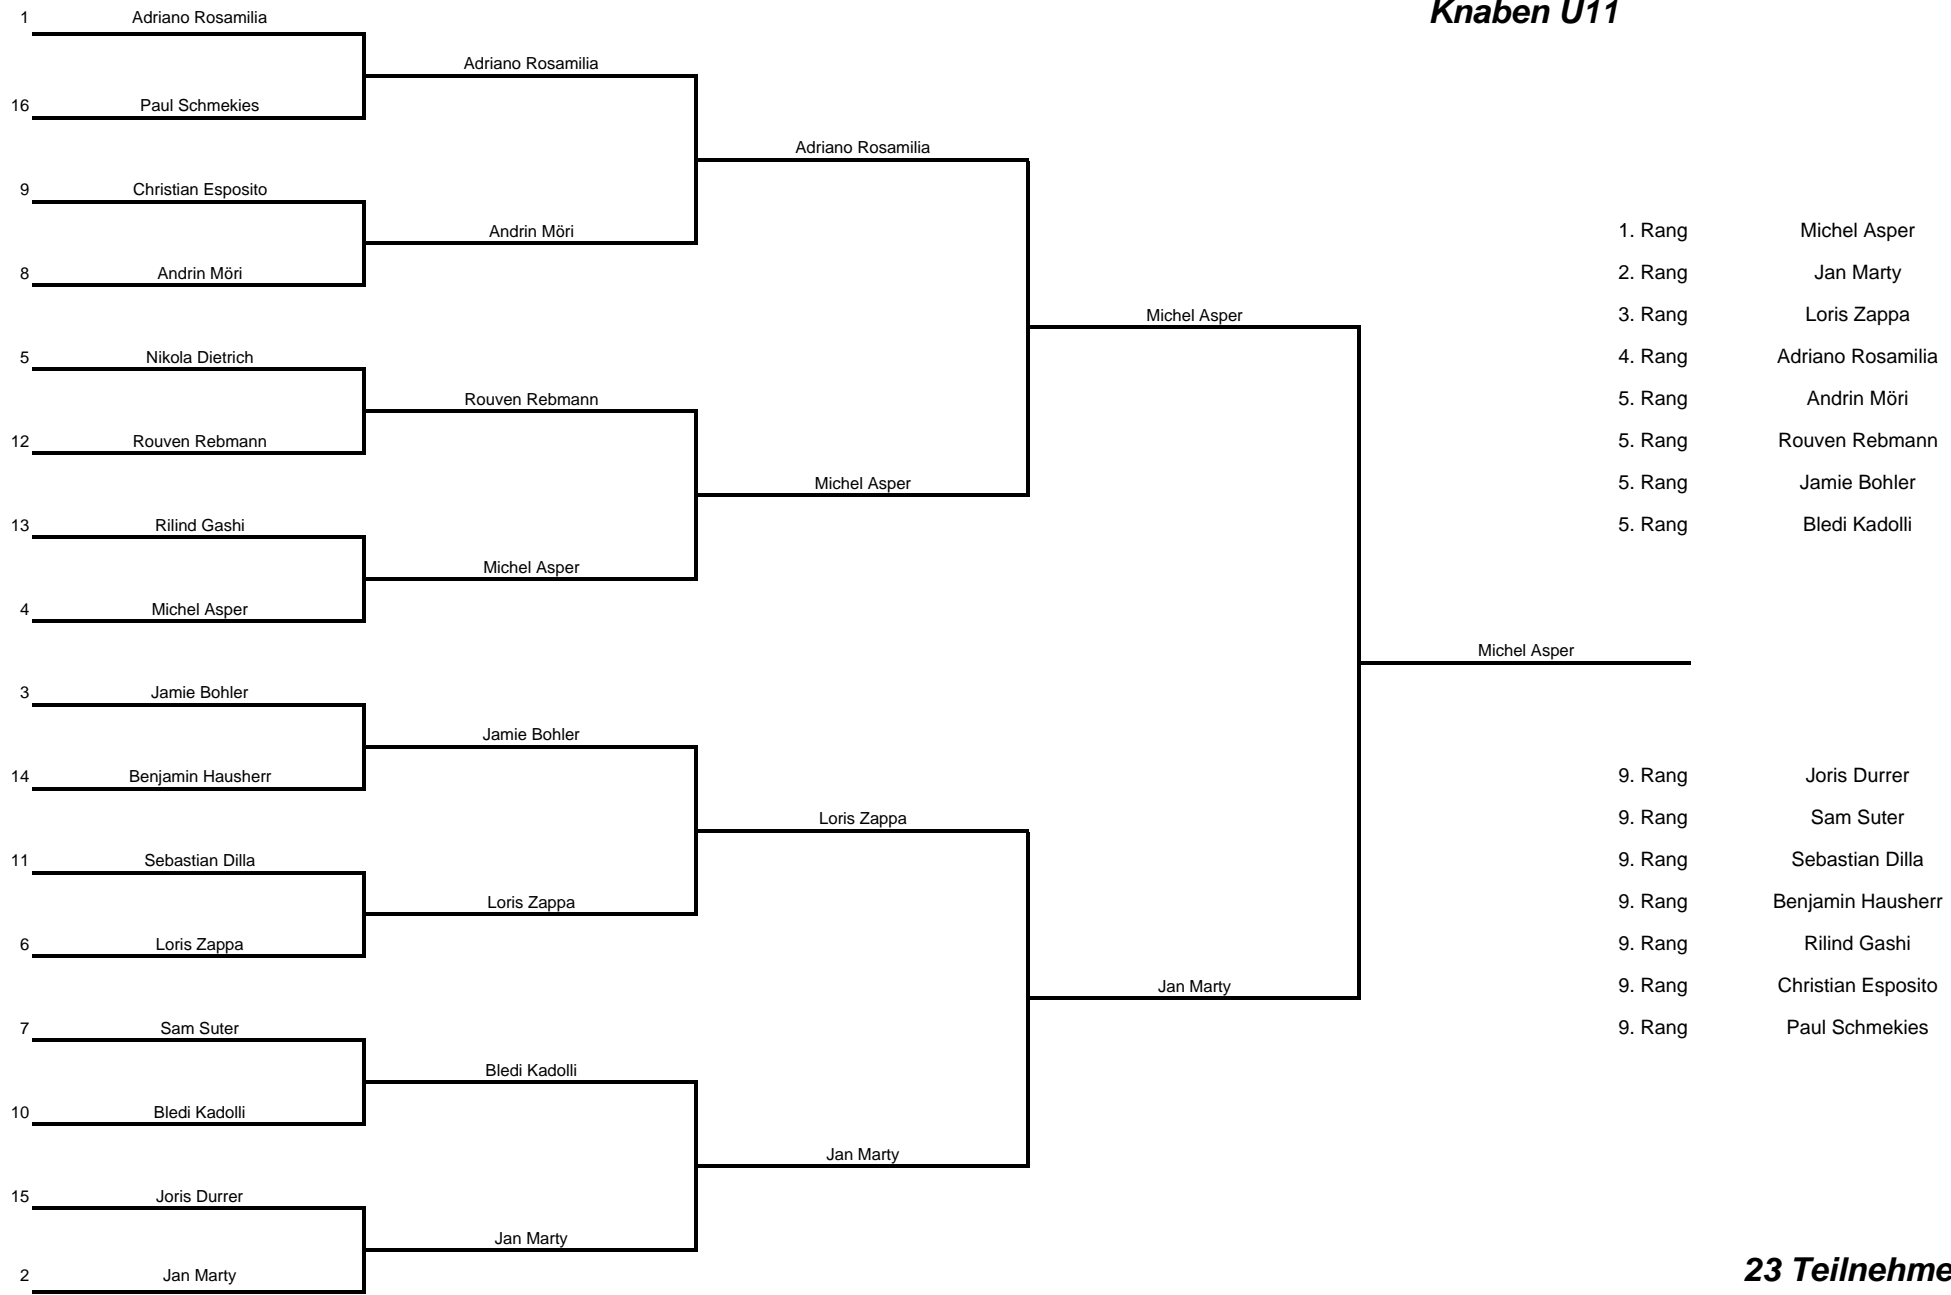 Knaben U11
1 Adriano Rosamilia
Adriano Rosamilia
16 Paul Schmekies
Adriano Rosamilia
9 Christian Esposito
Andrin Möri
8 Andrin Möri
Michel Asper
5 Nikola Dietrich
Rouven Rebmann
12 Rouven Rebmann
Michel Asper
13 Rilind Gashi
Michel Asper
4 Michel Asper
Michel Asper
3 Jamie Bohler
Jamie Bohler
14 Benjamin Hausherr
Loris Zappa
11 Sebastian Dilla
Loris Zappa
6 Loris Zappa
Jan Marty
7 Sam Suter
Bledi Kadolli
10 Bledi Kadolli
Jan Marty
15 Joris Durrer
Jan Marty
2 Jan Marty
1. Rang Michel Asper
2. Rang Jan Marty
3. Rang Loris Zappa
4. Rang Adriano Rosamilia
5. Rang Andrin Möri
5. Rang Rouven Rebmann
5. Rang Jamie Bohler
5. Rang Bledi Kadolli
9. Rang Joris Durrer
9. Rang Sam Suter
9. Rang Sebastian Dilla
9. Rang Benjamin Hausherr
9. Rang Rilind Gashi
9. Rang Christian Esposito
9. Rang Paul Schmekies
23 Teilnehme